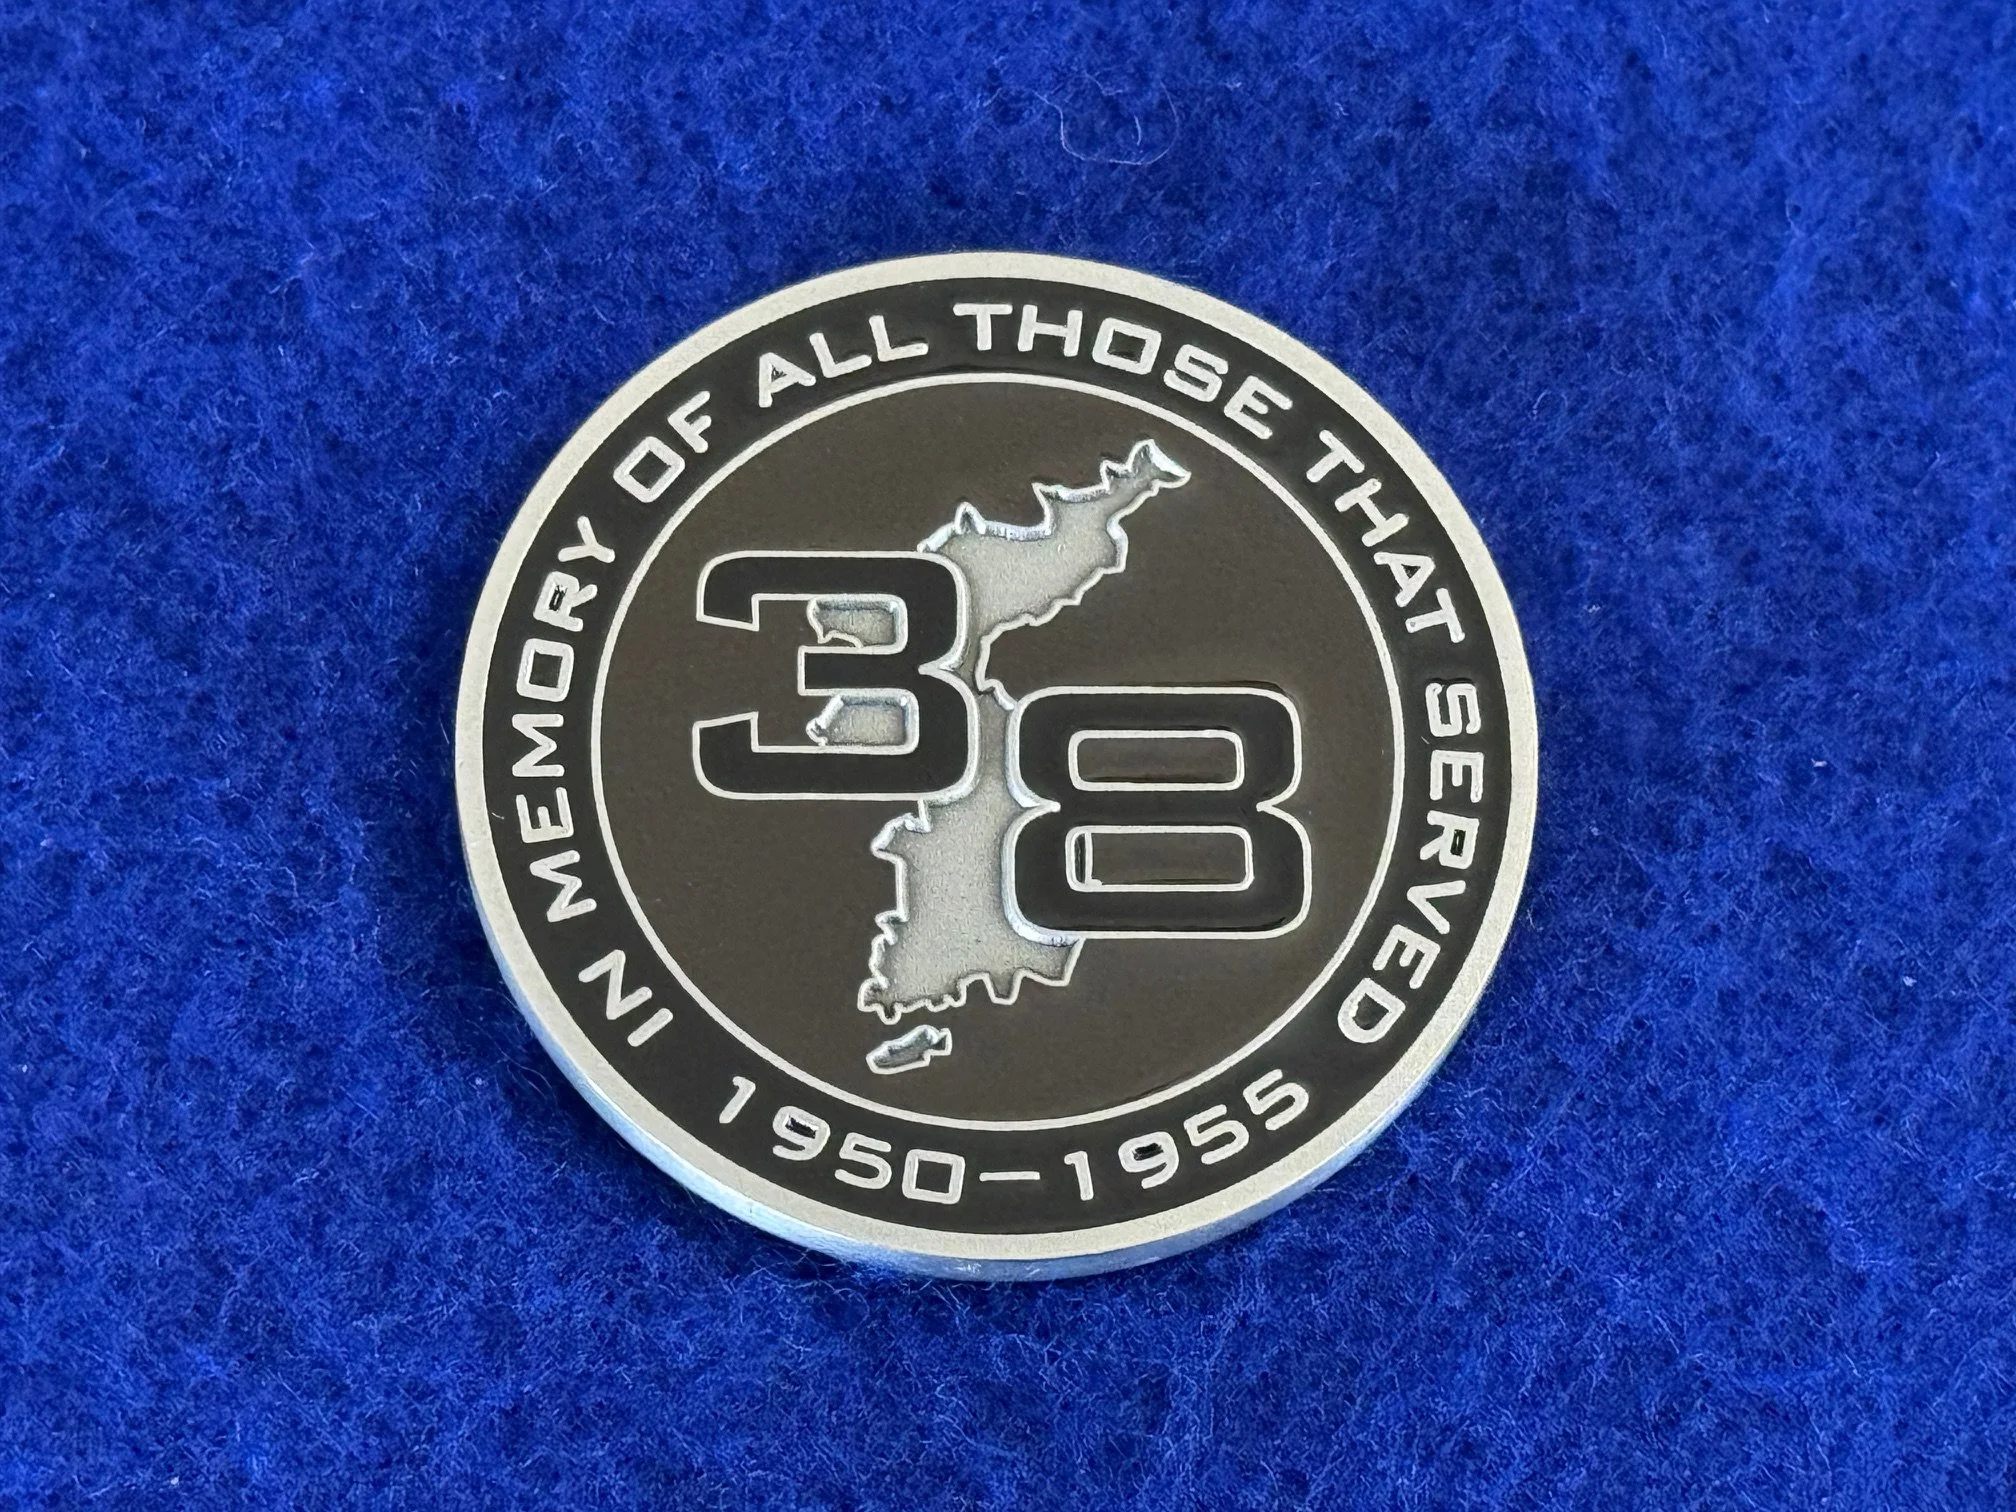 IN MEMORY OF ALL THOSE THAT SERVED
38
1950-1955